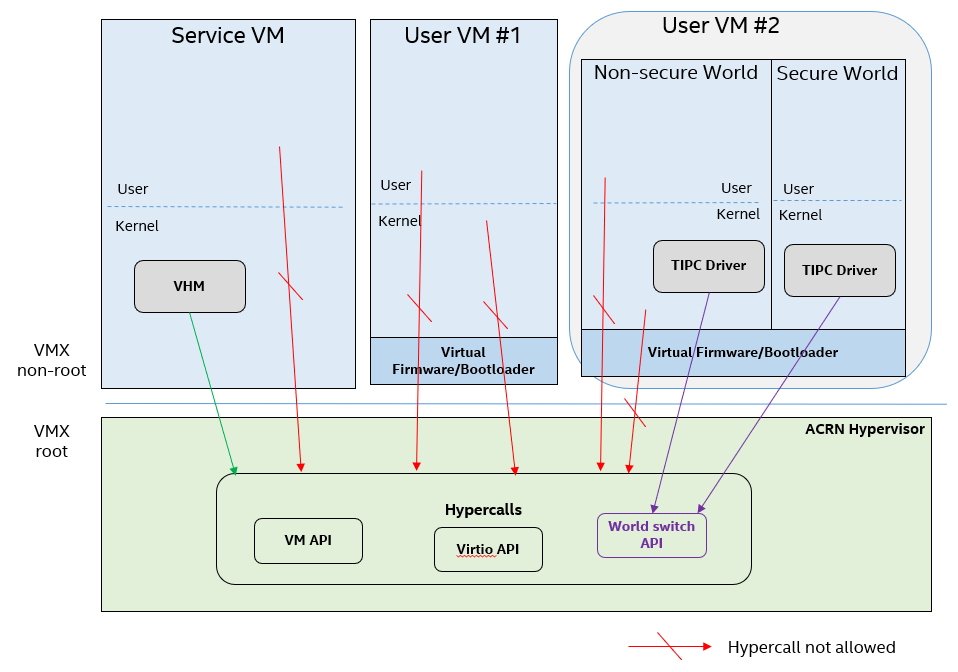 Service VM
User VM #1
User VM #2
Non-secure World
Secure World
User
Kernel
User
Kernel
User
Kernel
User
Kernel
VHM
TIPC Driver
TIPC Driver
Virtual
Firmware/Bootloader
Virtual Firmware/Bootloader
VMX
non-root
VMX
root
ACRN Hypervisor
Hypercalls
VM API
Virtio API
World switch
API
Hypercall not allowed